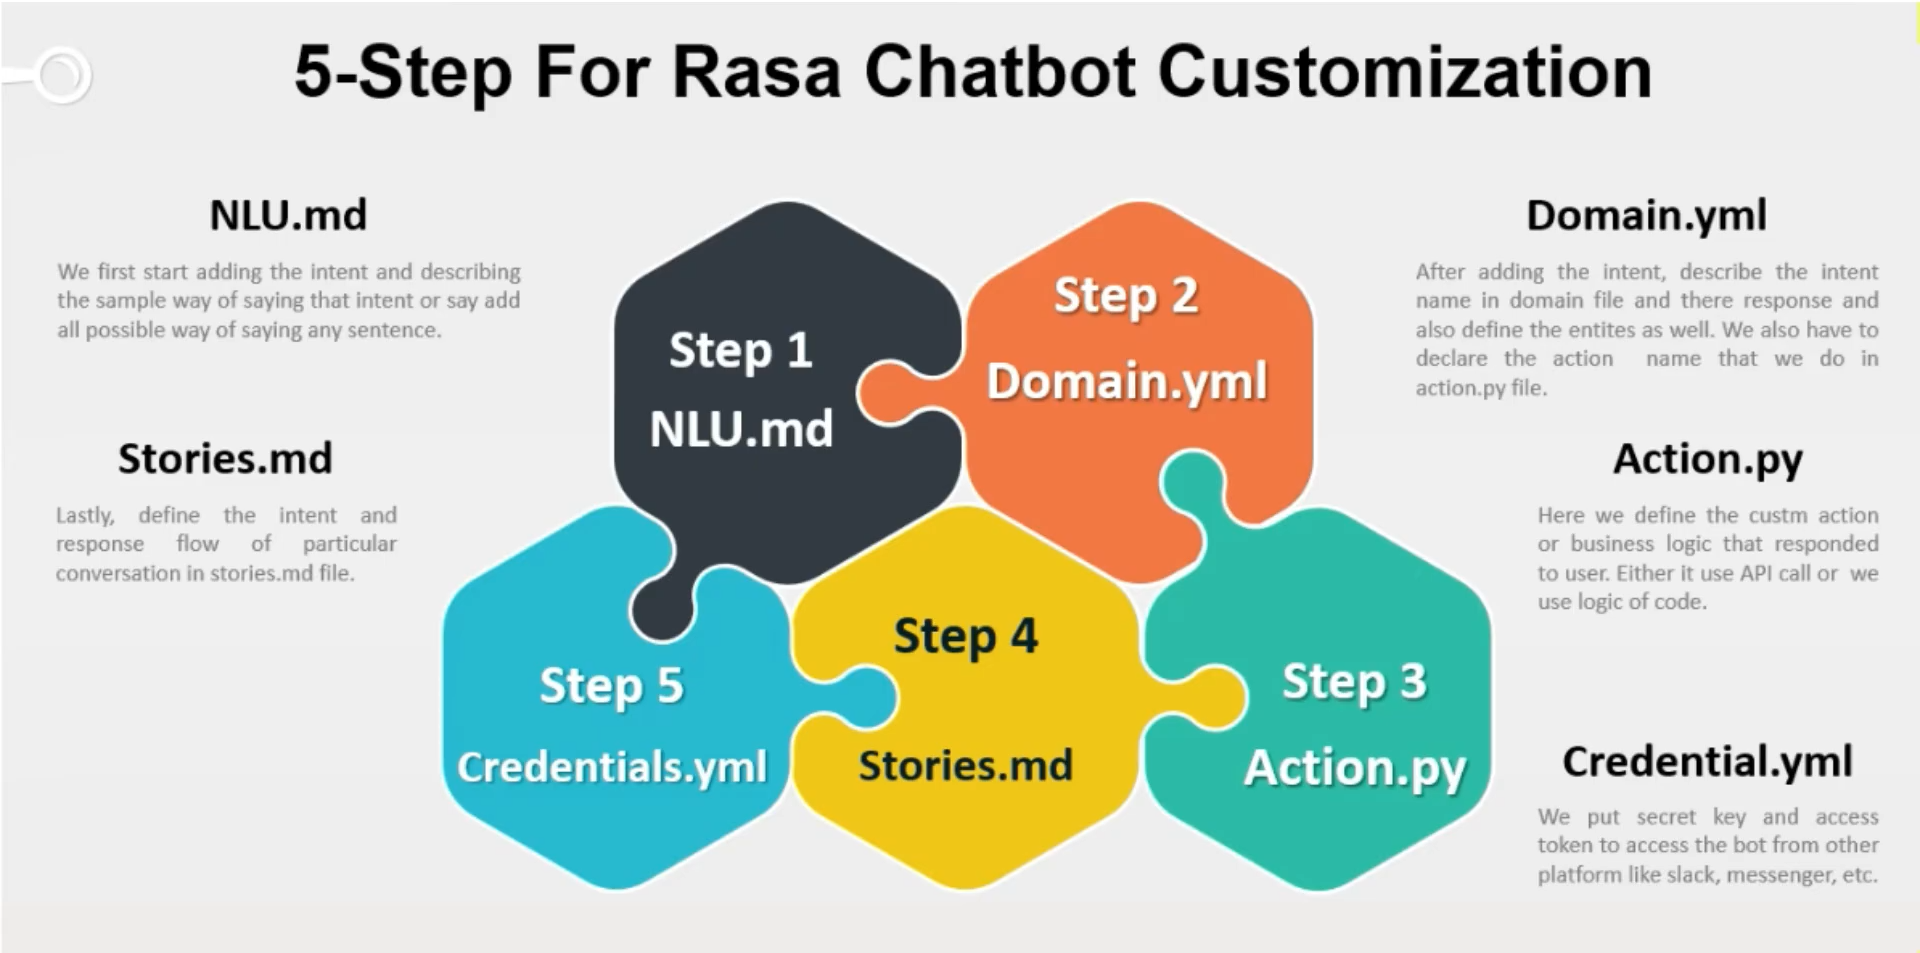 5-Step For Rasa Chatbot Customization
NLU.md
We first start adding the intent and describing
the sample way of saying that intent or say add
all possible way of saying any sentence.
Stories.md
Lastly, define the intent and
response flow of particular
conversation in stories.md file.
Step 1
NLU.md
Step 2
Domain.yml
Step 5
Credentials.yml
Step 4
Stories.md
Step 3
Action.py
Domain.yml
After adding the intent, describe the intent
name in domain file and there response and
also define the entites as well. We also have to
declare the action name that we do in
action.py file.
Action.py
Here we define the custm action
or business logic that responded
to user. Either it use API call or we
use logic of code.
Credential.yml
We put secret key and access
token to access the bot from other
platform like slack, messenger, etc.